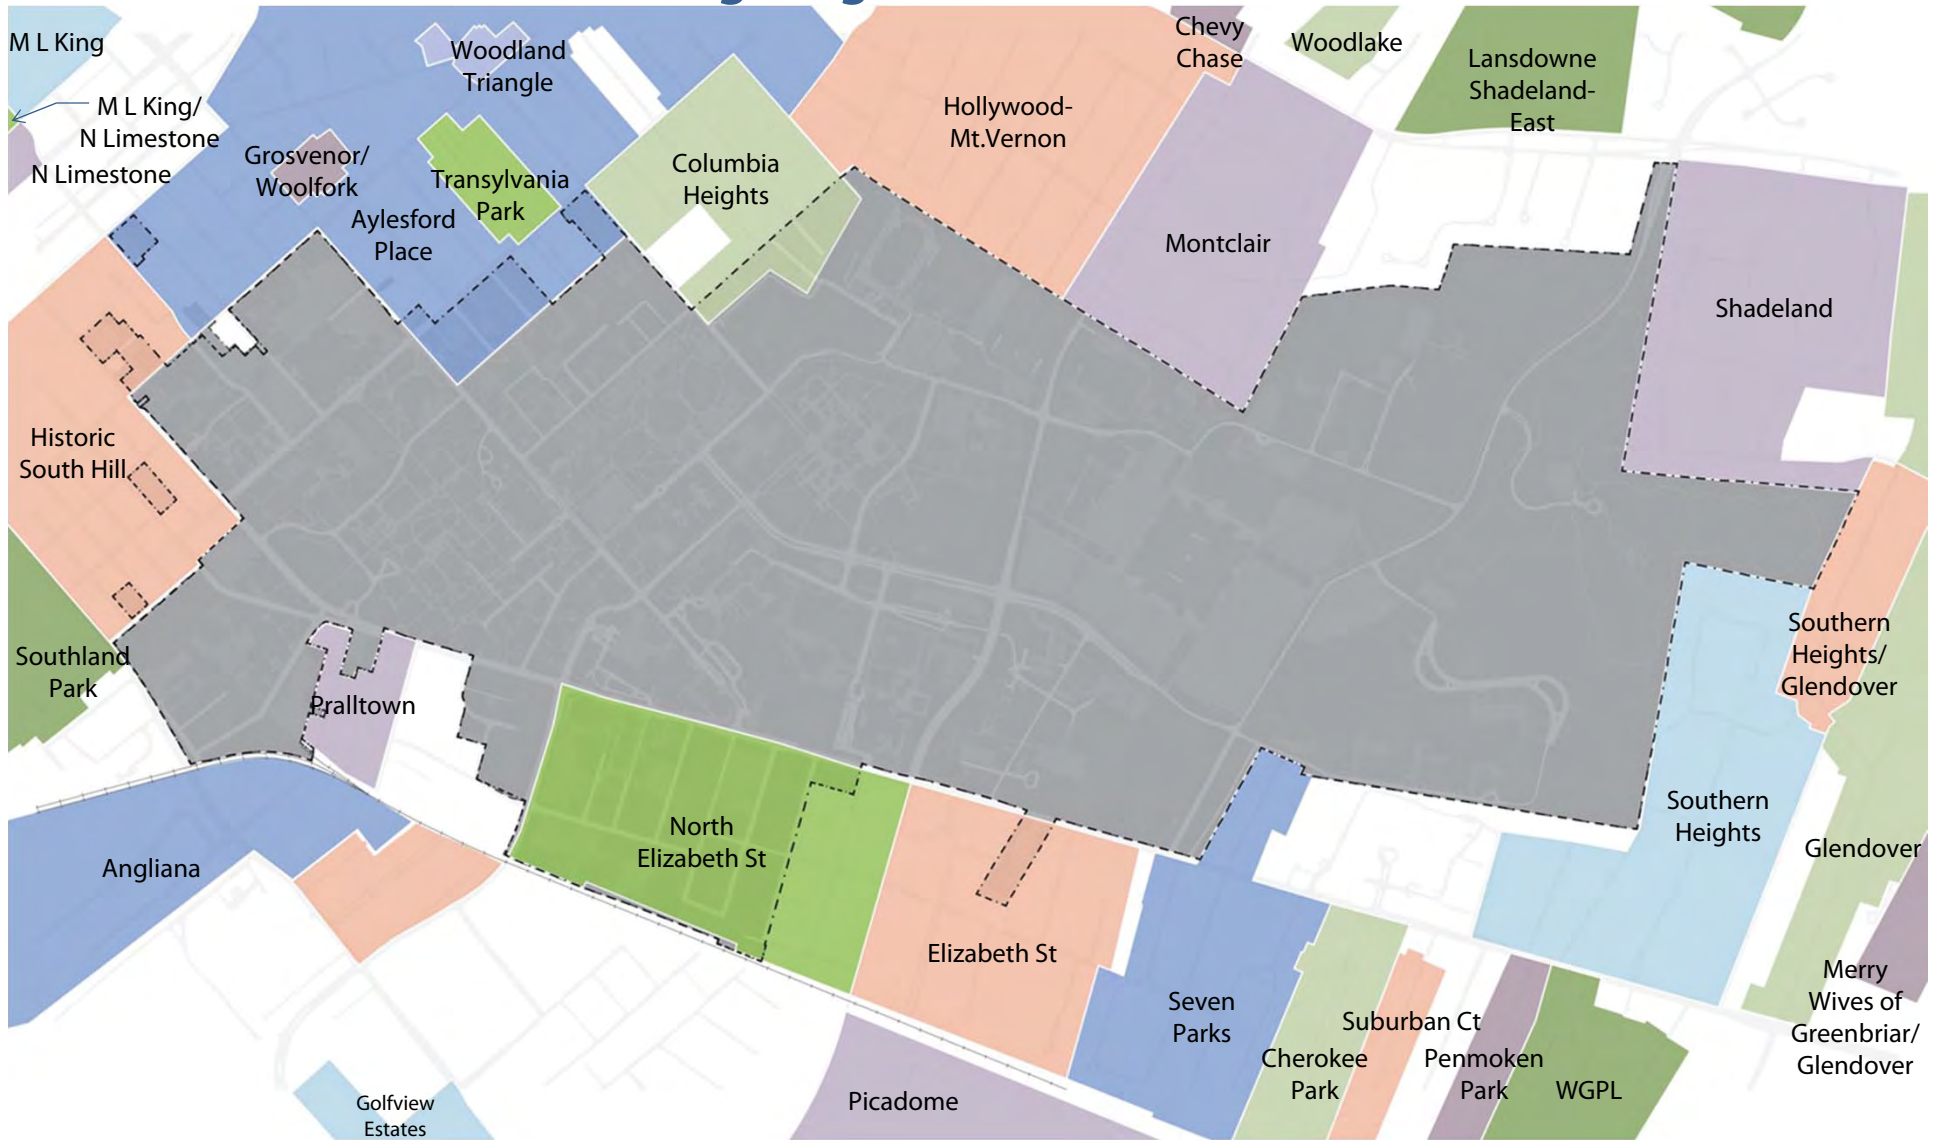 M L King
M L King/
N Limestone
N Limestone
Woodland
Triangle
Grosvenor/
Woolfork
Transylvania
Park
Aylesford
Place
Columbia
Heights
Hollywood-
Mt.Vernon
Chevy
Chase
Woodlake
Lansdowne
Shadeland-
East
Montclair
Shadeland
Historic
South Hill
Southland
Park
Pralltown
Angliana
North
Elizabeth St
Elizabeth St
Seven
Parks
Southern
Heights/
Glendover
Southern
Heights
Glendover
Merry
Wives of
Greenbriar/
Glendover
Suburban Ct
Cherokee
Park
Penmoken
Park
WGPL
Picadome
Golfview
Estates